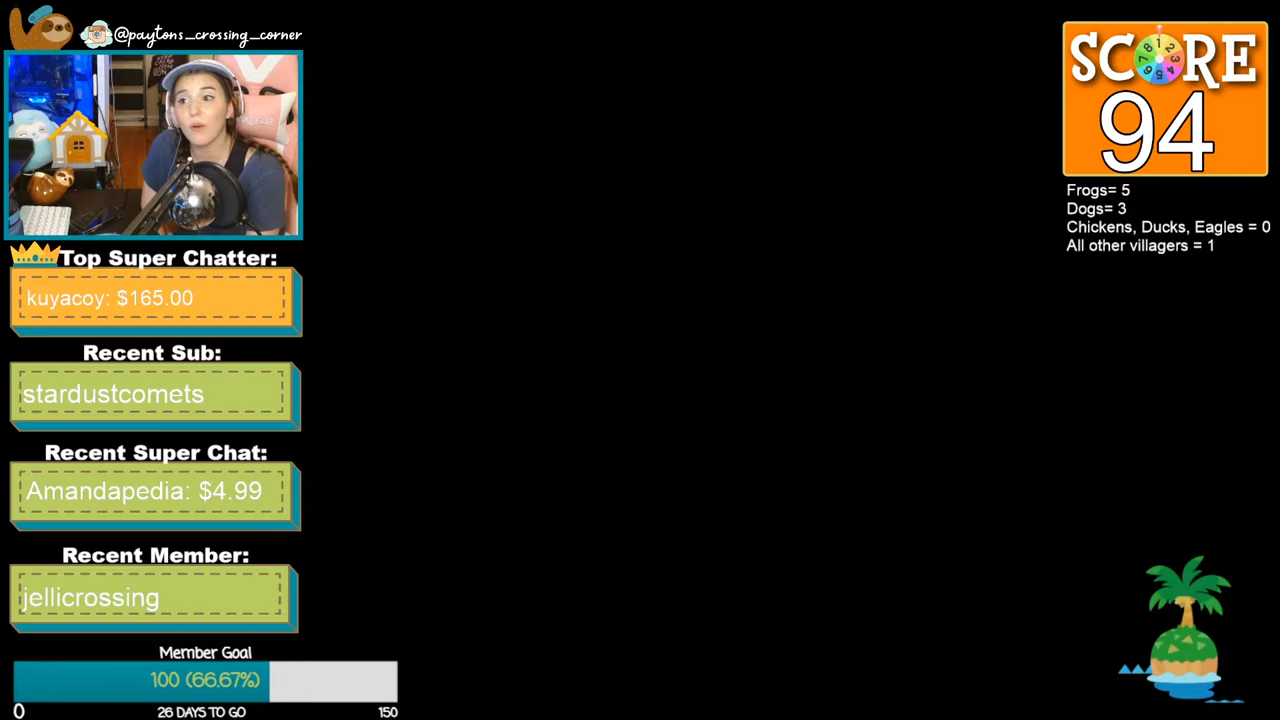 @paytons_crossing_corner
Top Super Chatter:
kuyacoy: $165.00
Recent Sub:
stardustcomets
Recent Super Chat:
Amandapedia: $4.99
Recent Member:
jellicrossing
Member Goal
100 (66.67%)
0 26 DAYS TO GO 150
SCORE
94
Frogs= 5
Dogs= 3
Chickens, Ducks, Eagles = 0
All other villagers = 1